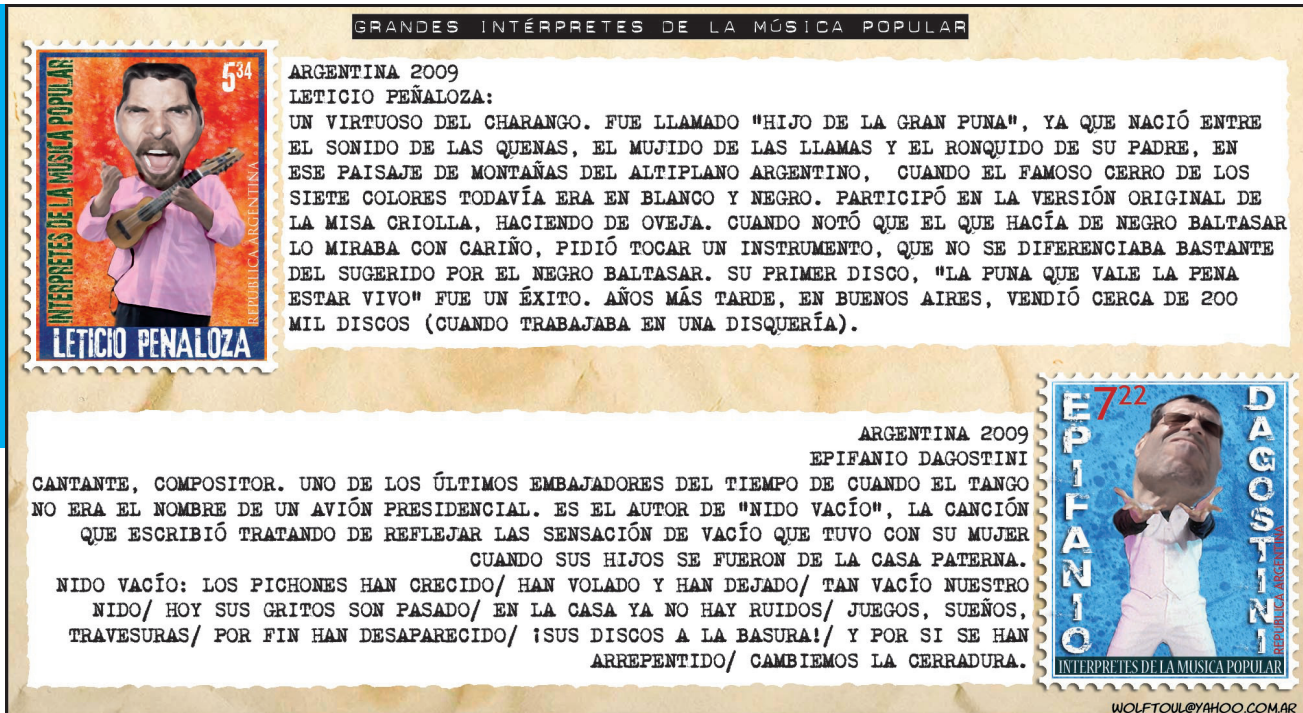 GRANDES INTÉRPRETES DE LA MÚSICA POPULAR
INTERPRETES DE LA MUSICA POPULAR
5³⁴
REPUBLICA ARGENTINA
LETICIO PEÑALOZA
ARGENTINA 2009
LETICIO PEÑALOZA:
UN VIRTUOSO DEL CHARANGO. FUE LLAMADO "HIJO DE LA GRAN PUNA", YA QUE NACIÓ ENTRE
EL SONIDO DE LAS QUENAS, EL MUJIDO DE LAS LLAMAS Y EL RONQUIDO DE SU PADRE, EN
ESE PAISAJE DE MONTAÑAS DEL ALTIPLANO ARGENTINO, CUANDO EL FAMOSO CERRO DE LOS
SIETE COLORES TODAVÍA ERA EN BLANCO Y NEGRO. PARTICIPÓ EN LA VERSIÓN ORIGINAL DE
LA MISA CRIOLLA, HACIENDO DE OVEJA. CUANDO NOTÓ QUE EL QUE HACÍA DE NEGRO BALTASAR
LO MIRABA CON CARIÑO, PIDIÓ TOCAR UN INSTRUMENTO, QUE NO SE DIFERENCIABA BASTANTE
DEL SUGERIDO POR EL NEGRO BALTASAR. SU PRIMER DISCO, "LA PUNA QUE VALE LA PENA
ESTAR VIVO" FUE UN ÉXITO. AÑOS MÁS TARDE, EN BUENOS AIRES, VENDIÓ CERCA DE 200
MIL DISCOS (CUANDO TRABAJABA EN UNA DISQUERÍA).
ARGENTINA 2009
EPIFANIO DAGOSTINI
CANTANTE, COMPOSITOR. UNO DE LOS ÚLTIMOS EMBAJADORES DEL TIEMPO DE CUANDO EL TANGO
NO ERA EL NOMBRE DE UN AVIÓN PRESIDENCIAL. ES EL AUTOR DE "NIDO VACÍO", LA CANCIÓN
QUE ESCRIBIÓ TRATANDO DE REFLEJAR LAS SENSACIÓN DE VACÍO QUE TUVO CON SU MUJER
CUANDO SUS HIJOS SE FUERON DE LA CASA PATERNA.
NIDO VACÍO: LOS PICHONES HAN CRECIDO/ HAN VOLADO Y HAN DEJADO/ TAN VACÍO NUESTRO
NIDO/ HOY SUS GRITOS SON PASADO/ EN LA CASA YA NO HAY RUIDOS/ JUEGOS, SUEÑOS,
TRAVESURAS/ POR FIN HAN DESAPARECIDO/ ¡SUS DISCOS A LA BASURA!/ Y POR SI SE HAN
ARREPENTIDO/ CAMBIEMOS LA CERRADURA.
EPIFANIO
7²²
DAGOSTINI
REPUBLICA ARGENTINA
INTERPRETES DE LA MUSICA POPULAR
WOLFTOUL@YAHOO.COM.AR